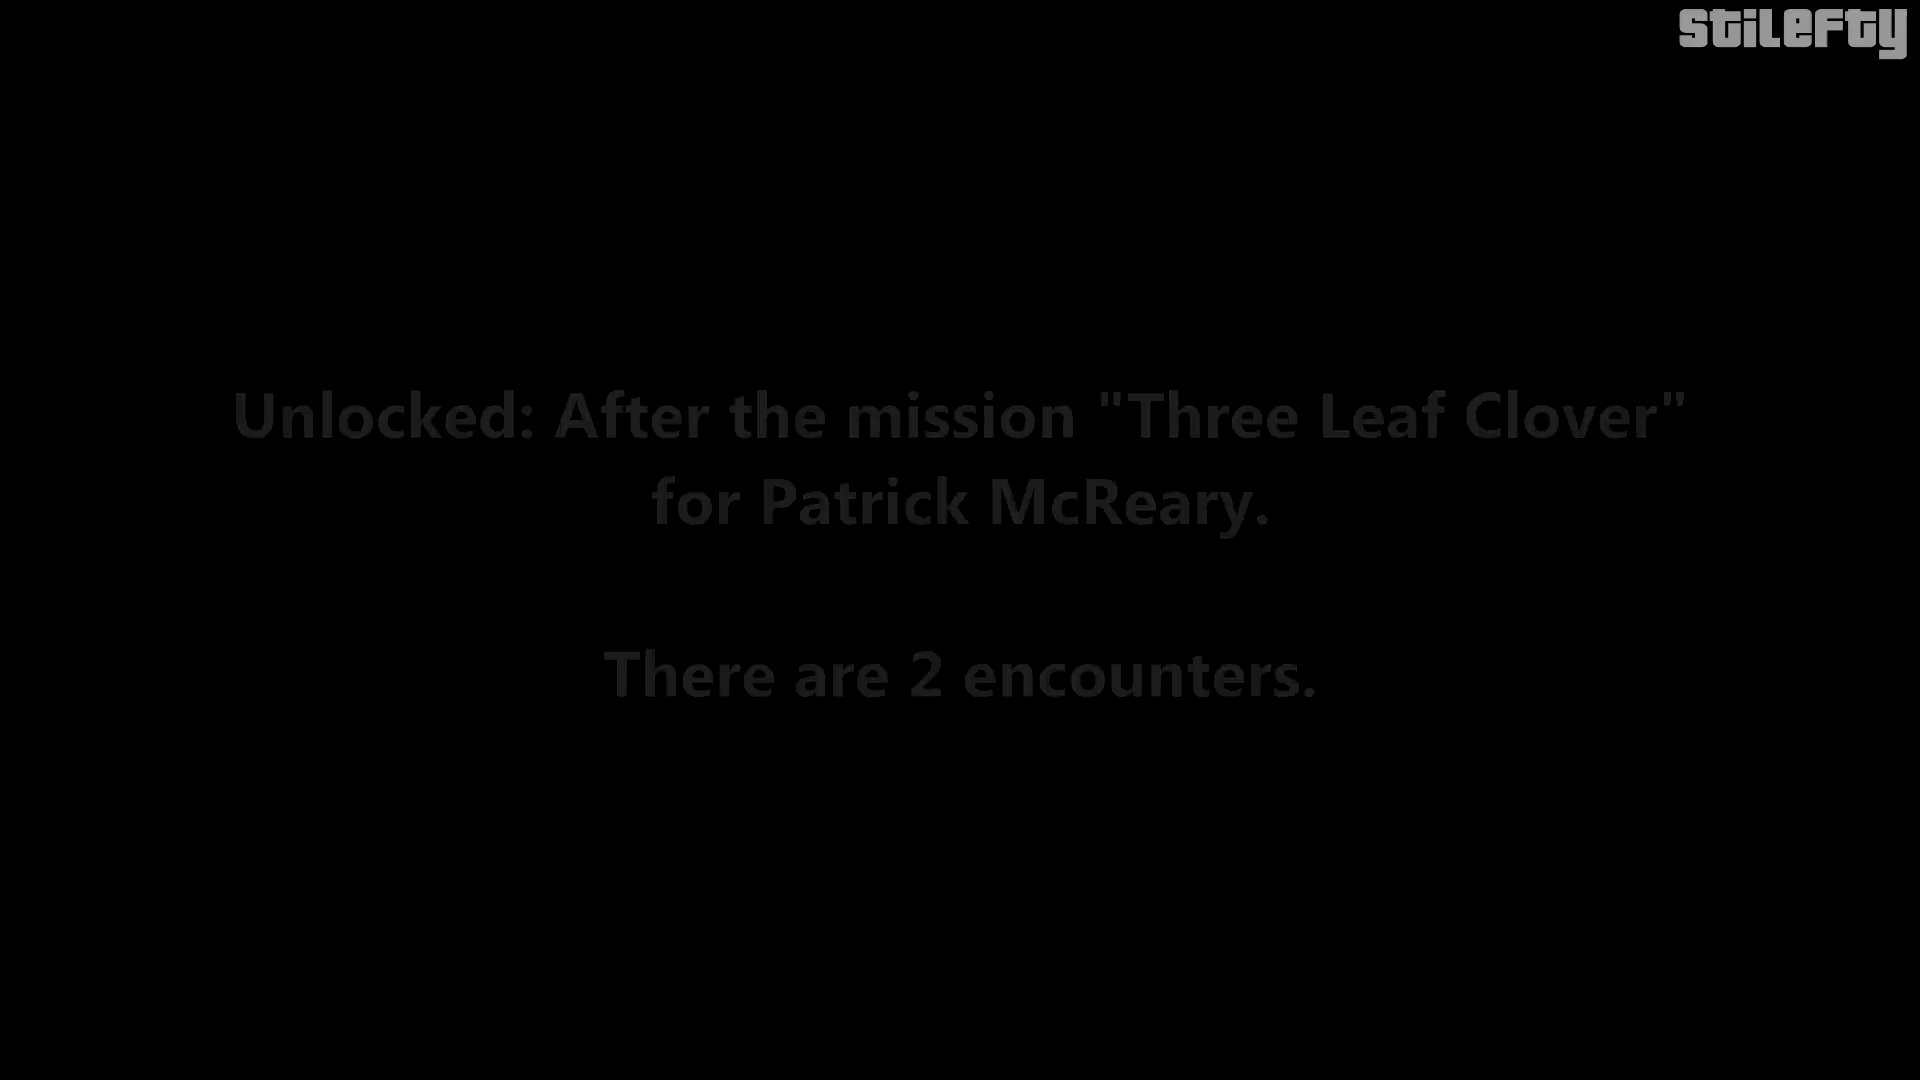 STILEFTY
Unlocked: After the mission "Three Leaf Clover"
for Patrick McReary.
There are 2 encounters.